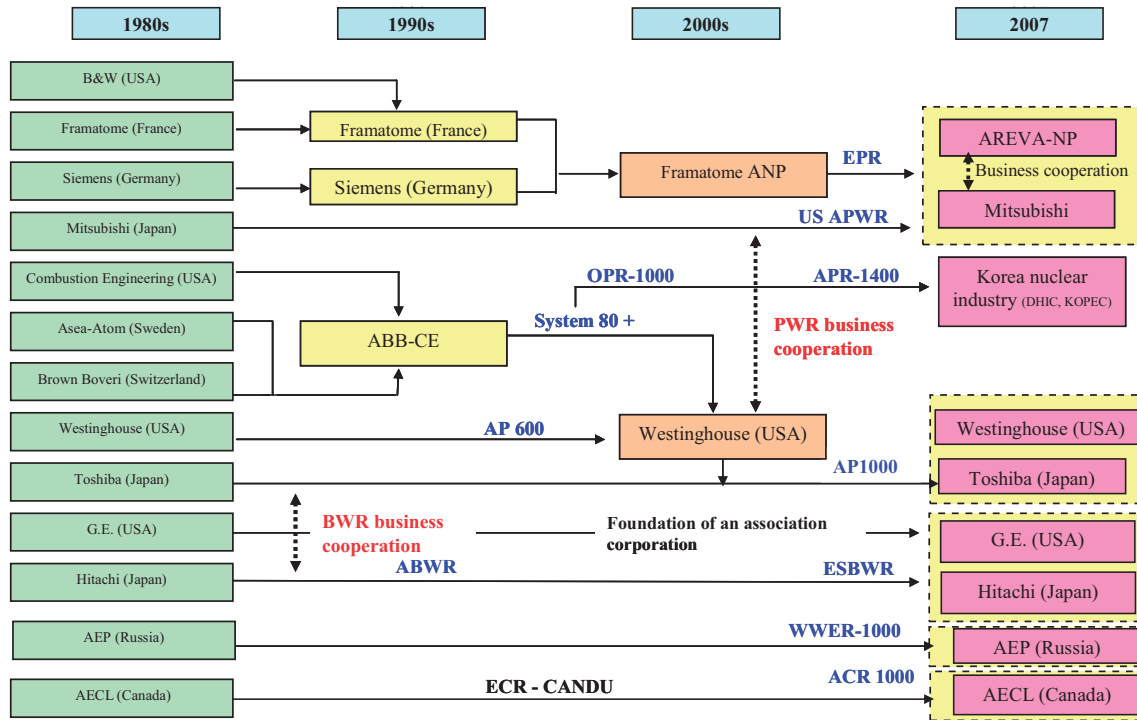 1980s
1990s
2000s
2007
B&W (USA)
Framatome (France)
Siemens (Germany)
Mitsubishi (Japan)
Combustion Engineering (USA)
Asea-Atom (Sweden)
Brown Boveri (Switzerland)
Westinghouse (USA)
Toshiba (Japan)
G.E. (USA)
Hitachi (Japan)
AEP (Russia)
AECL (Canada)
Framatome (France)
Siemens (Germany)
ABB-CE
Framatome ANP
Westinghouse (USA)
EPR
US APWR
OPR-1000
APR-1400
System 80 +
PWR business
cooperation
AP 600
AP1000
BWR business
cooperation
Foundation of an association
corporation
ABWR
ESBWR
WWER-1000
ECR - CANDU
ACR 1000
AREVA-NP
Business cooperation
Mitsubishi
Korea nuclear
industry (DHIC, KOPEC)
Westinghouse (USA)
Toshiba (Japan)
G.E. (USA)
Hitachi (Japan)
AEP (Russia)
AECL (Canada)